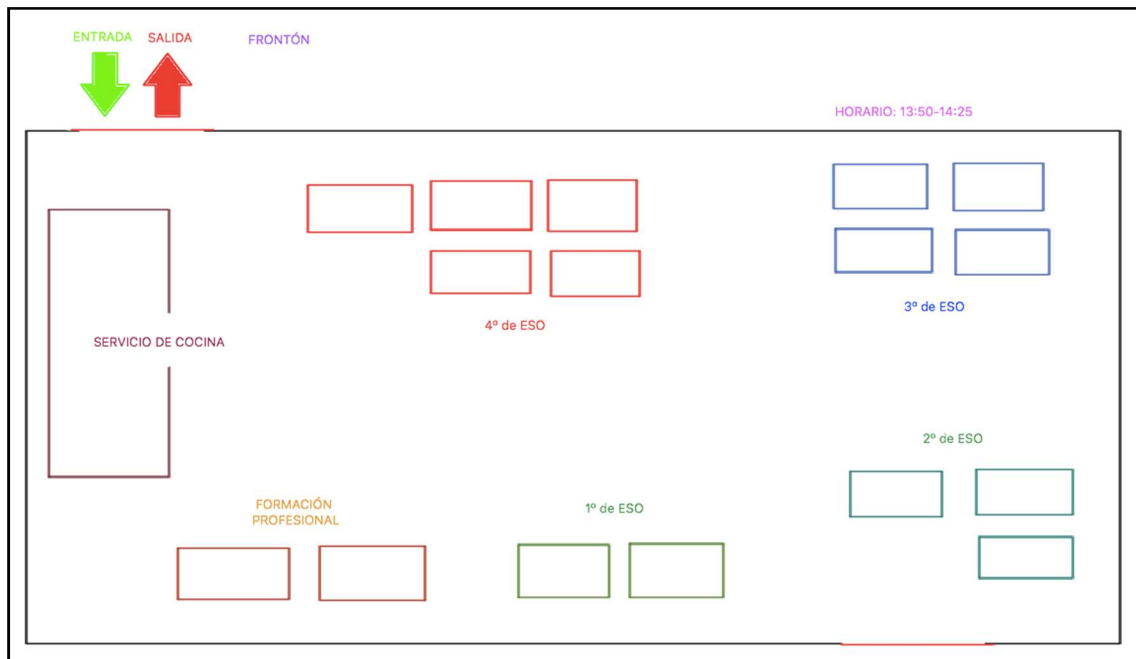 ENTRADA
SALIDA
FRONTÓN
HORARIO: 13:50-14:25
4º de ESO
3º de ESO
SERVICIO DE COCINA
2º de ESO
FORMACIÓN
PROFESIONAL
1º de ESO